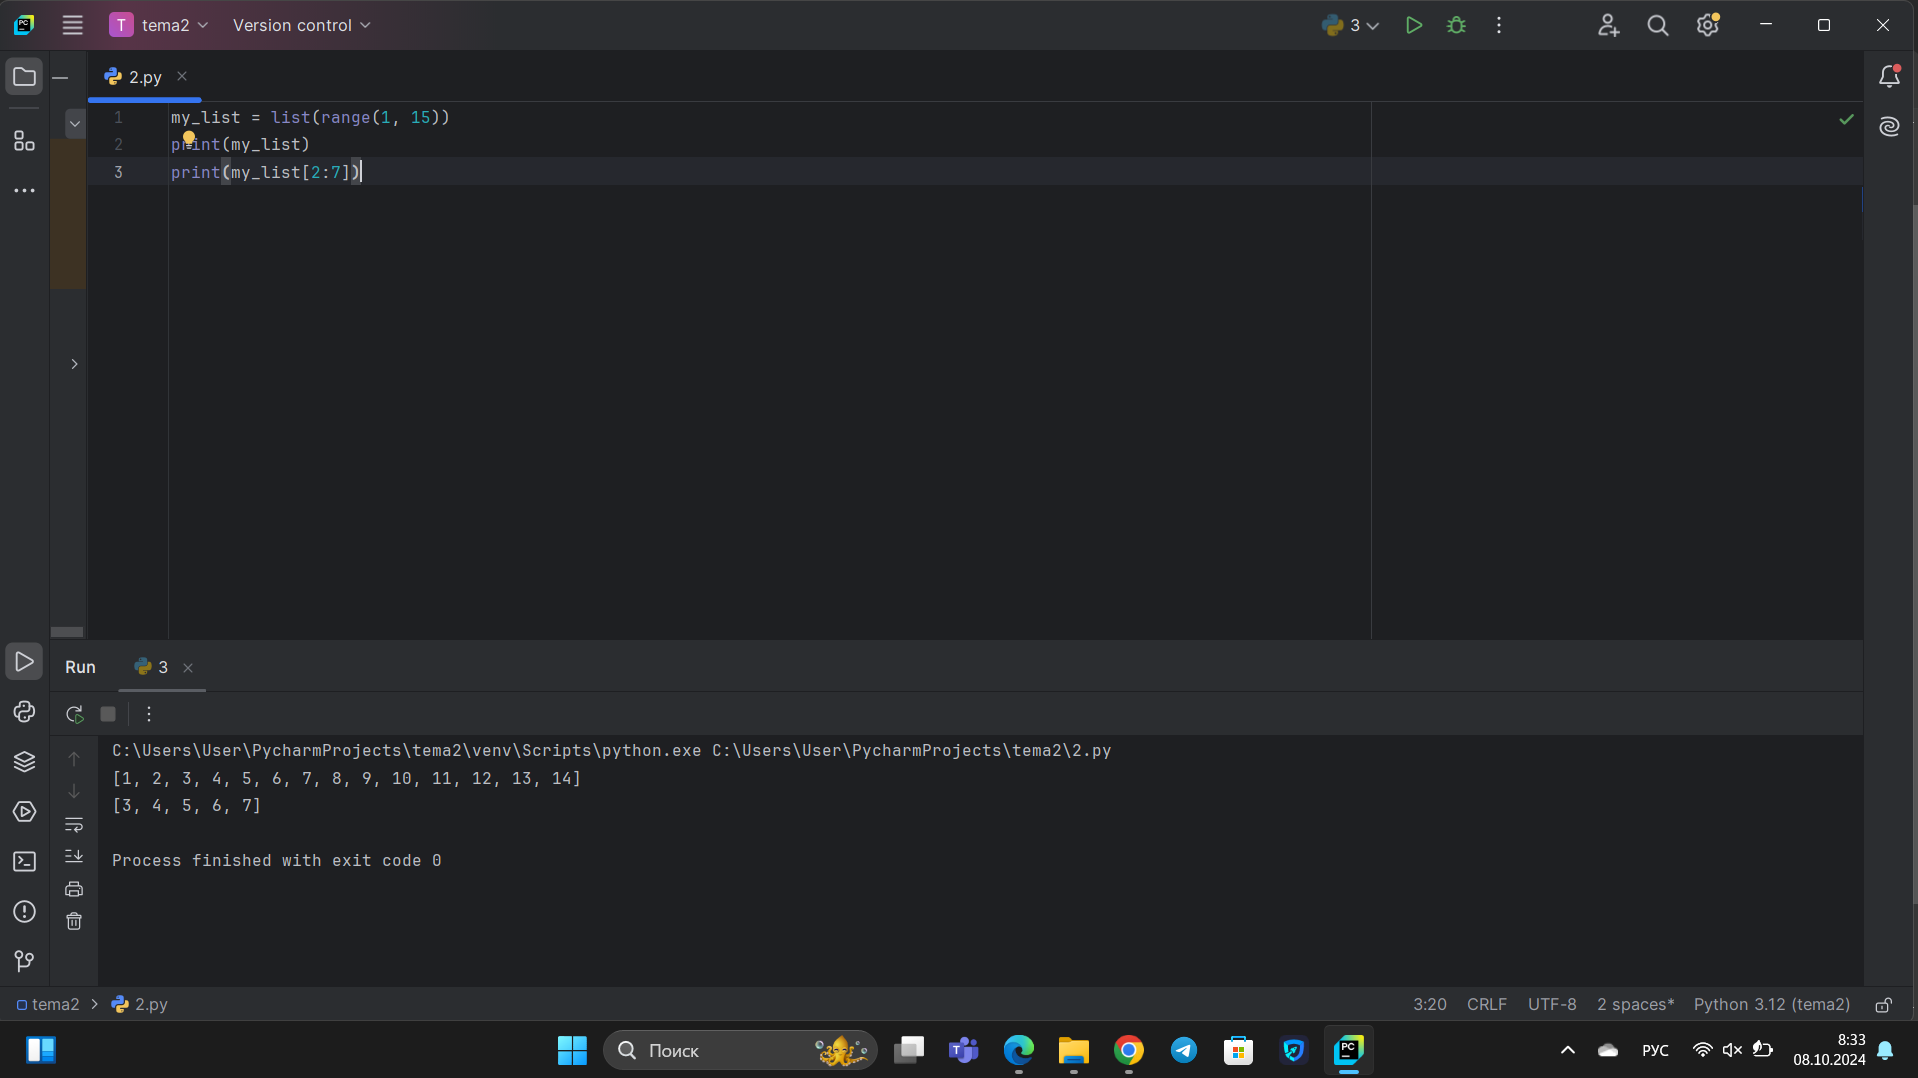 PC
T tema2 Version control 3
2.py
1 my_list = list(range(1, 15))
2 print(my_list)
3 print(my_list[2:7])
Run 3
C:\Users\User\PycharmProjects\tema2\venv\Scripts\python.exe C:\Users\User\PycharmProjects\tema2\2.py
[1, 2, 3, 4, 5, 6, 7, 8, 9, 10, 11, 12, 13, 14]
[3, 4, 5, 6, 7]
Process finished with exit code 0
tema2 > 2.py 3:20 CRLF UTF-8 2 spaces* Python 3.12 (tema2)
Поиск
T
PC
РУС
8:33
08.10.2024